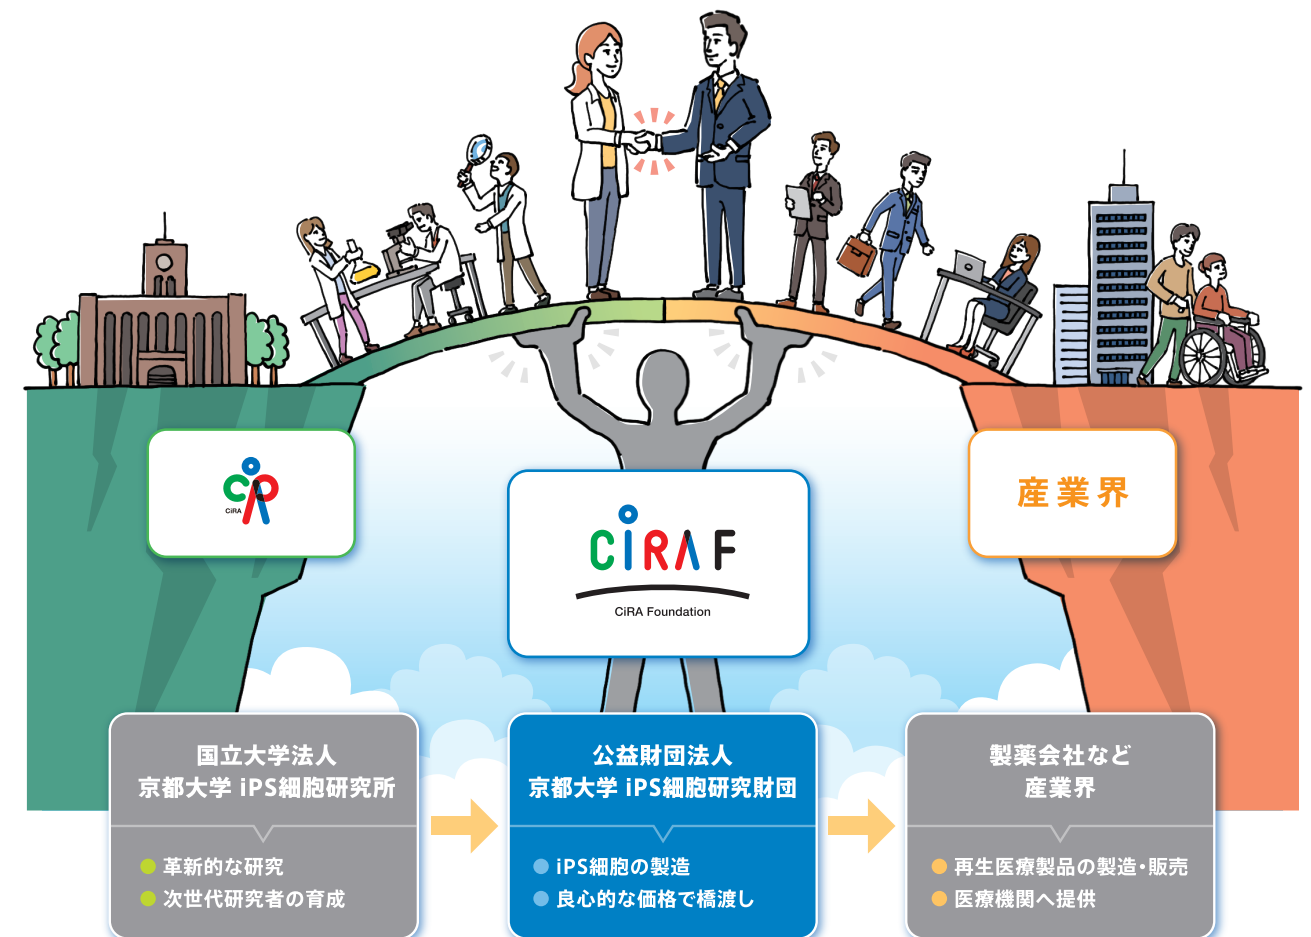 CiRA
産業界
CiRA F
CiRA Foundation
国立大学法人
京都大学 iPS細胞研究所
革新的な研究
次世代研究者の育成
公益財団法人
京都大学 iPS細胞研究財団
iPS細胞の製造
良心的な価格で橋渡し
製薬会社など
産業界
再生医療製品の製造・販売
医療機関へ提供